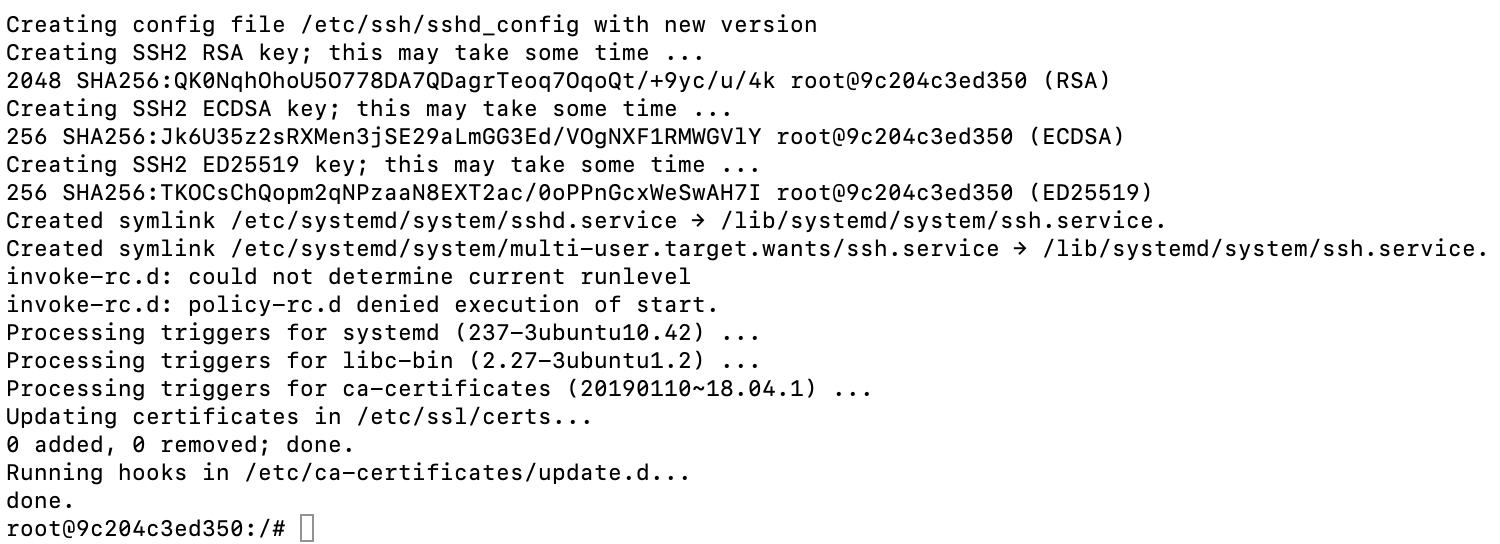 Creating config file /etc/ssh/sshd_config with new version
Creating SSH2 RSA key; this may take some time ...
2048 SHA256:QK0NqhOhoU5O778DA7QDagrTeoq7OqoQt/+9yc/u/4k root@9c204c3ed350 (RSA)
Creating SSH2 ECDSA key; this may take some time ...
256 SHA256:Jk6U35z2sRXMen3jSE29aLmGG3Ed/VOgNXF1RMWGVlY root@9c204c3ed350 (ECDSA)
Creating SSH2 ED25519 key; this may take some time ...
256 SHA256:TKOCsChQopm2qNPzaaN8EXT2ac/0oPPnGcxWeSwAH7I root@9c204c3ed350 (ED25519)
Created symlink /etc/systemd/system/sshd.service → /lib/systemd/system/ssh.service.
Created symlink /etc/systemd/system/multi-user.target.wants/ssh.service → /lib/systemd/system/ssh.service.
invoke-rc.d: could not determine current runlevel
invoke-rc.d: policy-rc.d denied execution of start.
Processing triggers for systemd (237-3ubuntu10.42) ...
Processing triggers for libc-bin (2.27-3ubuntu1.2) ...
Processing triggers for ca-certificates (20190110~18.04.1) ...
Updating certificates in /etc/ssl/certs...
0 added, 0 removed; done.
Running hooks in /etc/ca-certificates/update.d...
done.
root@9c204c3ed350:/#